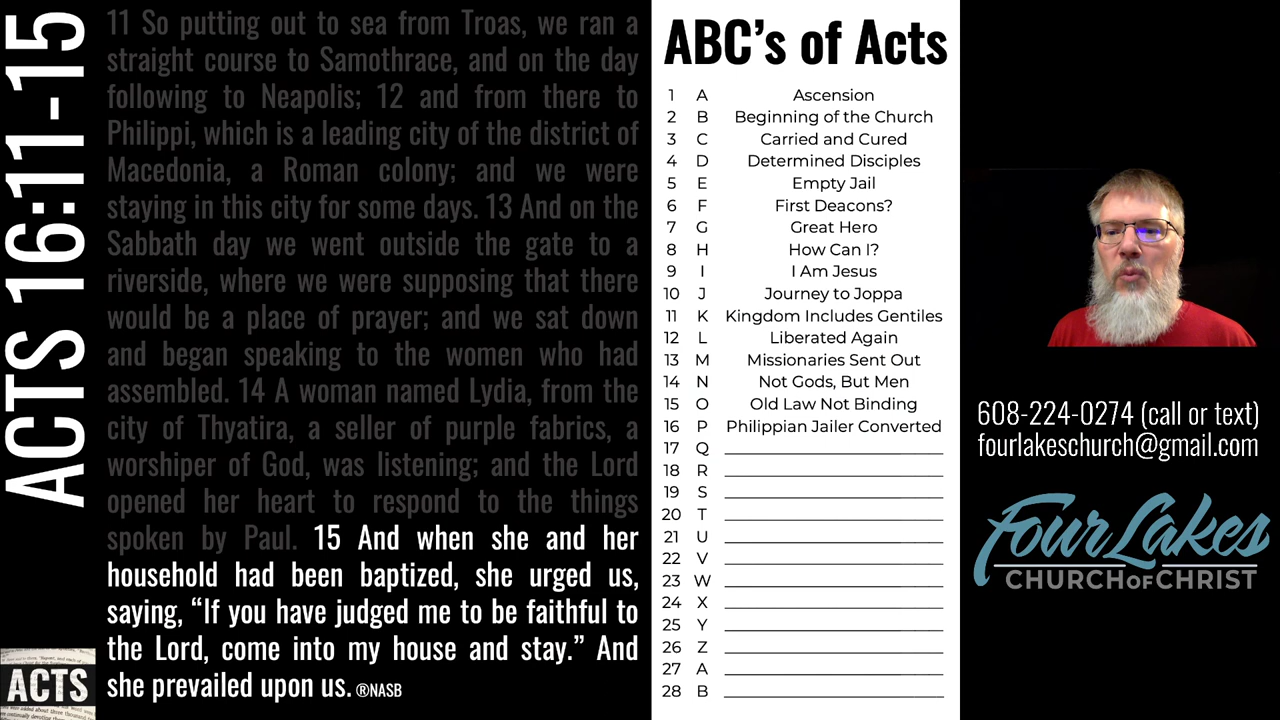 ACTS 16:11-15
11 So putting out to sea from Troas, we ran a
straight course to Samothrace, and on the day
following to Neapolis; 12 and from there to
Philippi, which is a leading city of the district of
Macedonia, a Roman colony; and we were
staying in this city for some days. 13 And on the
Sabbath day we went outside the gate to a
riverside, where we were supposing that there
would be a place of prayer; and we sat down
and began speaking to the women who had
assembled. 14 A woman named Lydia, from the
city of Thyatira, a seller of purple fabrics, a
worshiper of God, was listening; and the Lord
opened her heart to respond to the things
spoken by Paul. 15 And when she and her
household had been baptized, she urged us,
saying, “If you have judged me to be faithful to
the Lord, come into my house and stay.” And
she prevailed upon us. ®NASB
ACTS
ABC’s of Acts
1 A Ascension
2 B Beginning of the Church
3 C Carried and Cured
4 D Determined Disciples
5 E Empty Jail
6 F First Deacons?
7 G Great Hero
8 H How Can I?
9 I I Am Jesus
10 J Journey to Joppa
11 K Kingdom Includes Gentiles
12 L Liberated Again
13 M Missionaries Sent Out
14 N Not Gods, But Men
15 O Old Law Not Binding
16 P Philippian Jailer Converted
17 Q
18 R
19 S
20 T
21 U
22 V
23 W
24 X
25 Y
26 Z
27 A
28 B
608-224-0274 (call or text)
fourlakeschurch@gmail.com
Four Lakes
CHURCH OF CHRIST